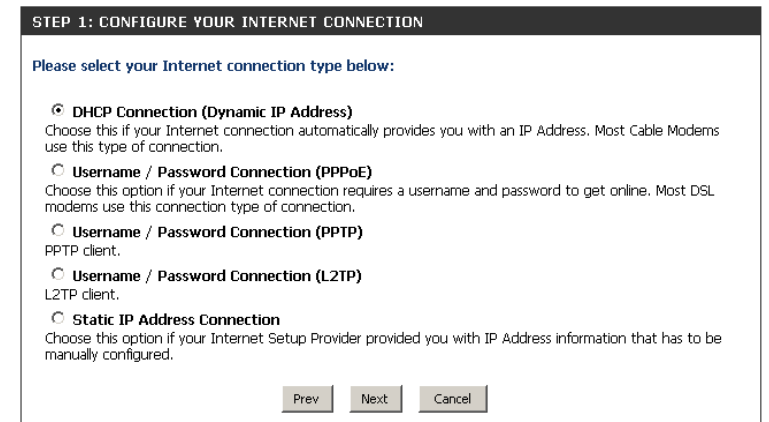 STEP 1: CONFIGURE YOUR INTERNET CONNECTION
Please select your Internet connection type below:
DHCP Connection (Dynamic IP Address)
Choose this if your Internet connection automatically provides you with an IP Address. Most Cable Modems
use this type of connection.
Username / Password Connection (PPPoE)
Choose this option if your Internet connection requires a username and password to get online. Most DSL
modems use this connection type of connection.
Username / Password Connection (PPTP)
PPTP client.
Username / Password Connection (L2TP)
L2TP client.
Static IP Address Connection
Choose this option if your Internet Setup Provider provided you with IP Address information that has to be
manually configured.
Prev Next Cancel